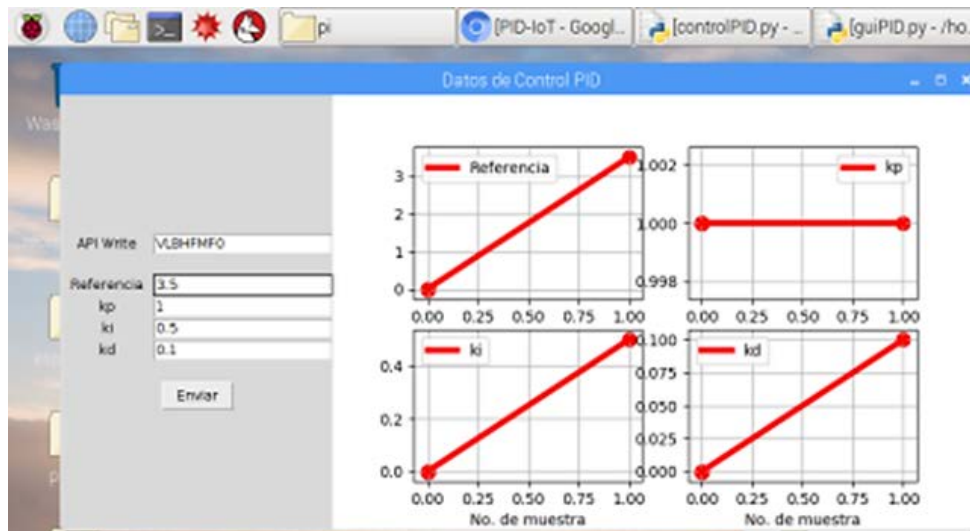 pi
[PID-IoT - Googl...
[controlPID.py - ...
[guiPID.py - /ho...
Datos de Control PID
Was
API Write VLBHFMF0
Referencia 3.5
kp 1
ki 0.5
kd 0.1
Enviar
Referencia
3
2
1
0
0.00 0.25 0.50 0.75 1.00
kp
1.002
1.000
0.998
0.00 0.25 0.50 0.75 1.00
ki
0.4
0.2
0.0
0.00 0.25 0.50 0.75 1.00
No. de muestra
kd
0.100
0.075
0.050
0.025
0.000
0.00 0.25 0.50 0.75 1.00
No. de muestra